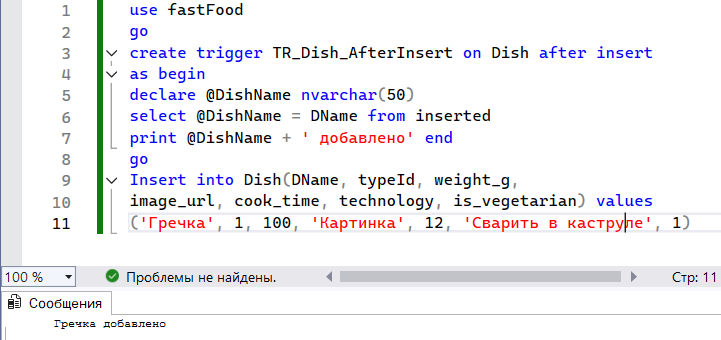 1 use fastFood
2 go
3 create trigger TR_Dish_AfterInsert on Dish after insert
4 as begin
5 declare @DishName nvarchar(50)
6 select @DishName = DName from inserted
7 print @DishName + ' добавлено' end
8 go
9 Insert into Dish(DName, typeId, weight_g,
10 image_url, cook_time, technology, is_vegetarian) values
11 ('Гречка', 1, 100, 'Картинка', 12, 'Сварить в каструле', 1)
100 % Проблемы не найдены. Стр: 11
Сообщения
Гречка добавлено